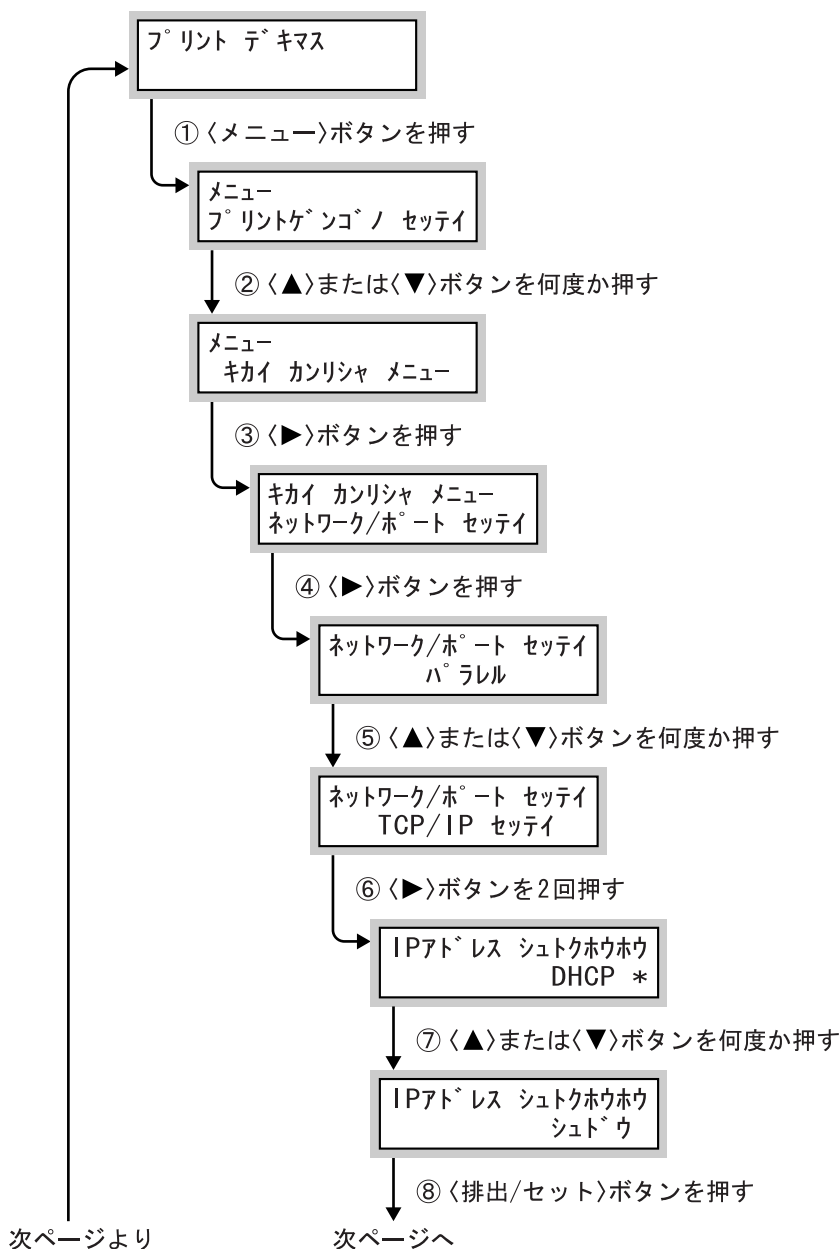 プリント デキマス
①〈メニュー〉ボタンを押す
メニュー
プリントゲンゴノ セッテイ
②〈▲〉または〈▼〉ボタンを何度か押す
メニュー
キカイ カンリシャ メニュー
③〈▶〉ボタンを押す
キカイ カンリシャ メニュー
ネットワーク/ポート セッテイ
④〈▶〉ボタンを押す
ネットワーク/ポート セッテイ
パラレル
⑤〈▲〉または〈▼〉ボタンを何度か押す
ネットワーク/ポート セッテイ
TCP/IP セッテイ
⑥〈▶〉ボタンを2回押す
IPアドレス シュトクホウホウ
DHCP *
⑦〈▲〉または〈▼〉ボタンを何度か押す
IPアドレス シュトクホウホウ
シュドウ
⑧〈排出/セット〉ボタンを押す
次ページより
次ページへ